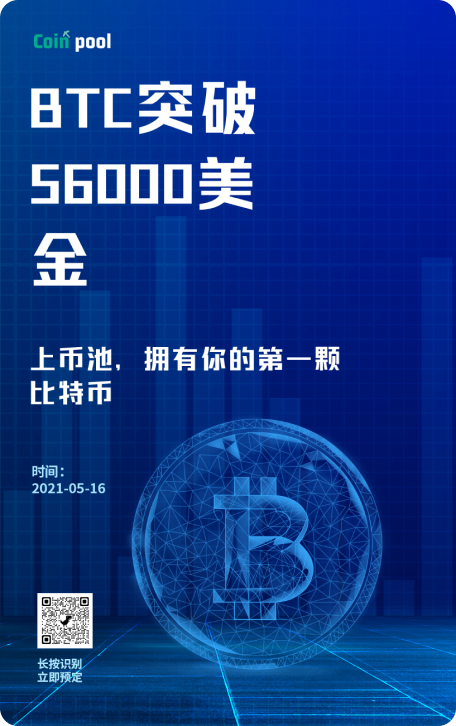 Coin pool
BTC突破
56000美
金
上币池，拥有你的第一颗
比特币
时间：
2021-05-16
长按识别
立即预定